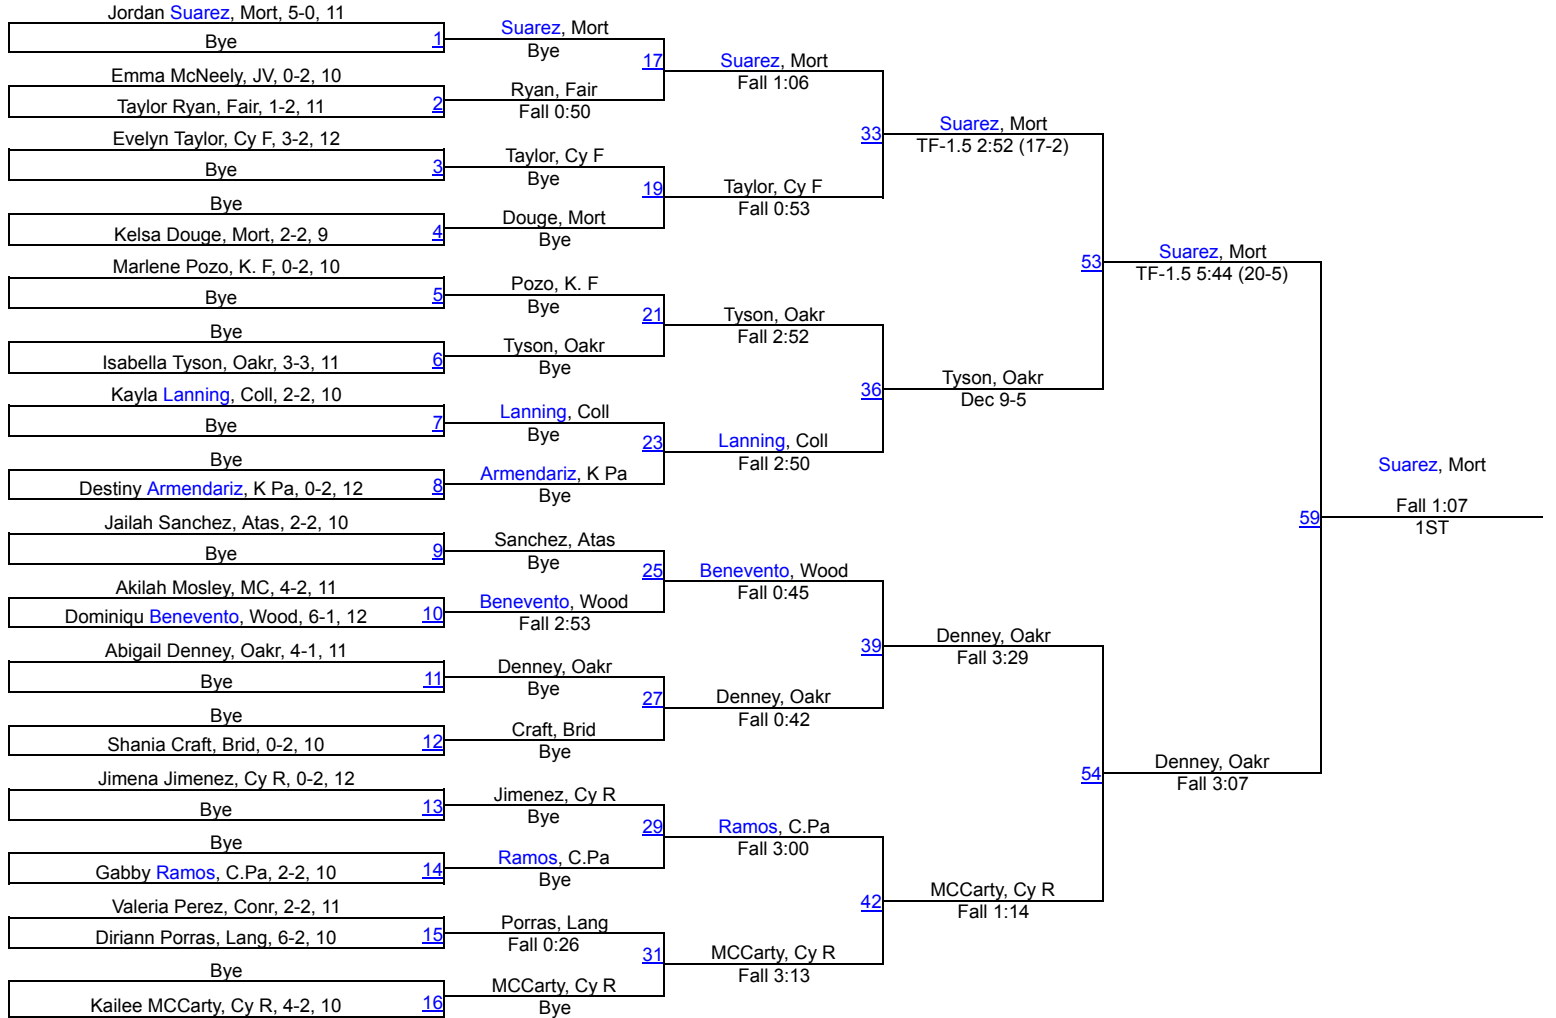 Jordan Suarez, Mort, 5-0, 11
Bye
1
Emma McNeely, JV, 0-2, 10
Taylor Ryan, Fair, 1-2, 11
2
Evelyn Taylor, Cy F, 3-2, 12
Bye
3
Bye
Kelsa Douge, Mort, 2-2, 9
4
Marlene Pozo, K. F, 0-2, 10
Bye
5
Bye
Isabella Tyson, Oakr, 3-3, 11
6
Kayla Lanning, Coll, 2-2, 10
Bye
7
Bye
Destiny Armendariz, K Pa, 0-2, 12
8
Jailah Sanchez, Atas, 2-2, 10
Bye
9
Akilah Mosley, MC, 4-2, 11
Dominiqu Benevento, Wood, 6-1, 12
10
Abigail Denney, Oakr, 4-1, 11
Bye
11
Bye
Shania Craft, Brid, 0-2, 10
12
Jimena Jimenez, Cy R, 0-2, 12
Bye
13
Bye
Gabby Ramos, C.Pa, 2-2, 10
14
Valeria Perez, Conr, 2-2, 11
Diriann Porras, Lang, 6-2, 10
15
Bye
Kailee MCCarty, Cy R, 4-2, 10
16
Suarez, Mort
Bye
17
Ryan, Fair
Fall 0:50
Taylor, Cy F
Bye
19
Douge, Mort
Bye
Pozo, K. F
Bye
21
Tyson, Oakr
Bye
Lanning, Coll
Bye
23
Armendariz, K Pa
Bye
Sanchez, Atas
Bye
25
Benevento, Wood
Fall 2:53
Denney, Oakr
Bye
27
Craft, Brid
Bye
Jimenez, Cy R
Bye
29
Ramos, C.Pa
Bye
Porras, Lang
Fall 0:26
31
MCCarty, Cy R
Bye
Suarez, Mort
Fall 1:06
33
Taylor, Cy F
Fall 0:53
Tyson, Oakr
Fall 2:52
36
Lanning, Coll
Fall 2:50
Benevento, Wood
Fall 0:45
39
Denney, Oakr
Fall 0:42
Ramos, C.Pa
Fall 3:00
42
MCCarty, Cy R
Fall 3:13
Suarez, Mort
TF-1.5 2:52 (17-2)
53
Tyson, Oakr
Dec 9-5
Denney, Oakr
Fall 3:29
54
MCCarty, Cy R
Fall 1:14
Suarez, Mort
TF-1.5 5:44 (20-5)
59
Denney, Oakr
Fall 3:07
Suarez, Mort
Fall 1:07
1ST